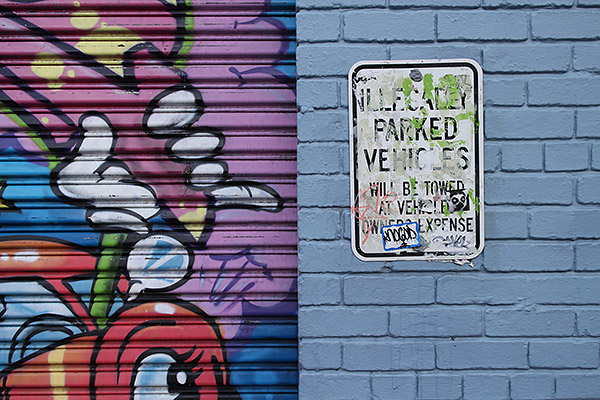 ILLEGALLY
PARKED
VEHICLES
WILL BE TOWED
AT VEHICLE
OWNERS EXPENSE